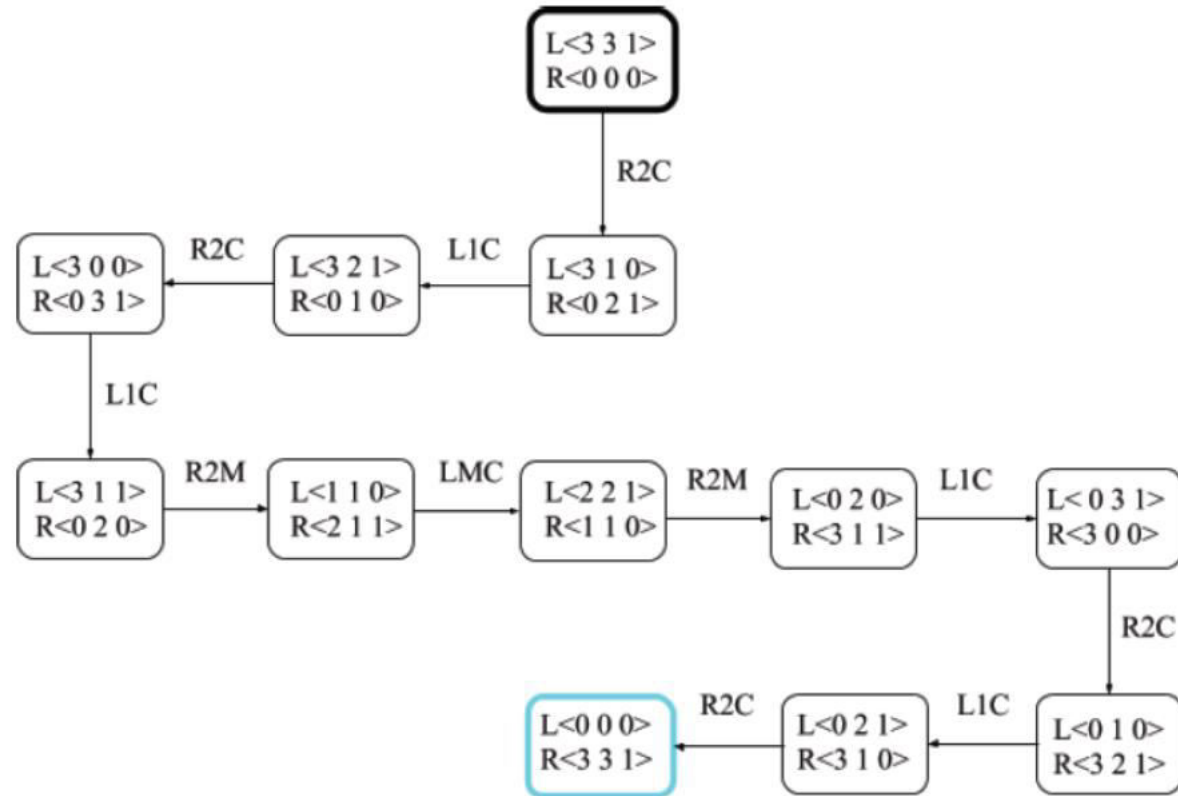 L<3 3 1>
R<0 0 0>
R2C
L<3 1 0>
R<0 2 1>
L1C
L<3 2 1>
R<0 1 0>
R2C
L<3 0 0>
R<0 3 1>
L1C
L<3 1 1>
R<0 2 0>
R2M
L<1 1 0>
R<2 1 1>
LMC
L<2 2 1>
R<1 1 0>
R2M
L<0 2 0>
R<3 1 1>
L1C
L< 0 3 1>
R<3 0 0>
R2C
L<0 1 0>
R<3 2 1>
L1C
L<0 2 1>
R<3 1 0>
R2C
L<0 0 0>
R<3 3 1>